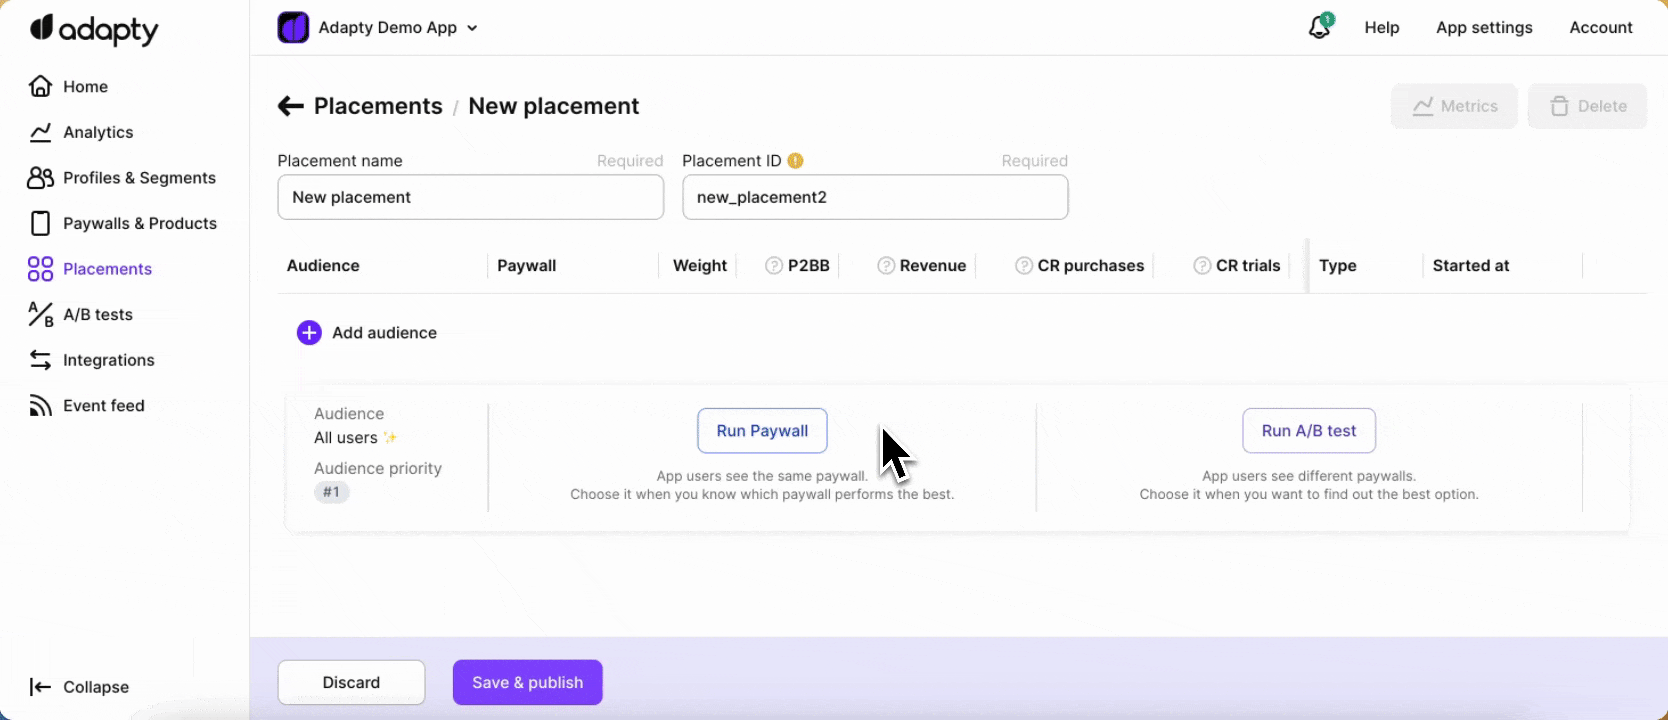 adapty
Adapty Demo App
1
Help
App settings
Account
Home
Analytics
Profiles & Segments
Paywalls & Products
Placements
A/B tests
Integrations
Event feed
Collapse
Placements / New placement
Metrics
Delete
Placement name
Required
Placement ID
Required
New placement
new_placement2
Audience
Paywall
Weight
? P2BB
? Revenue
? CR purchases
? CR trials
Type
Started at
+ Add audience
Audience
All users ✨
Audience priority
#1
Run Paywall
App users see the same paywall.
Choose it when you know which paywall performs the best.
Run A/B test
App users see different paywalls.
Choose it when you want to find out the best option.
Discard
Save & publish